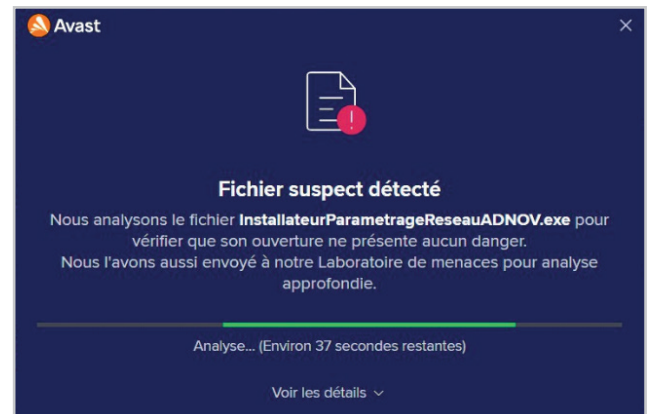 Avast
Fichier suspect détecté
Nous analysons le fichier InstallateurParametrageReseauADNOV.exe pour
vérifier que son ouverture ne présente aucun danger.
Nous l'avons aussi envoyé à notre Laboratoire de menaces pour analyse
approfondie.
Analyse... (Environ 37 secondes restantes)
Voir les détails